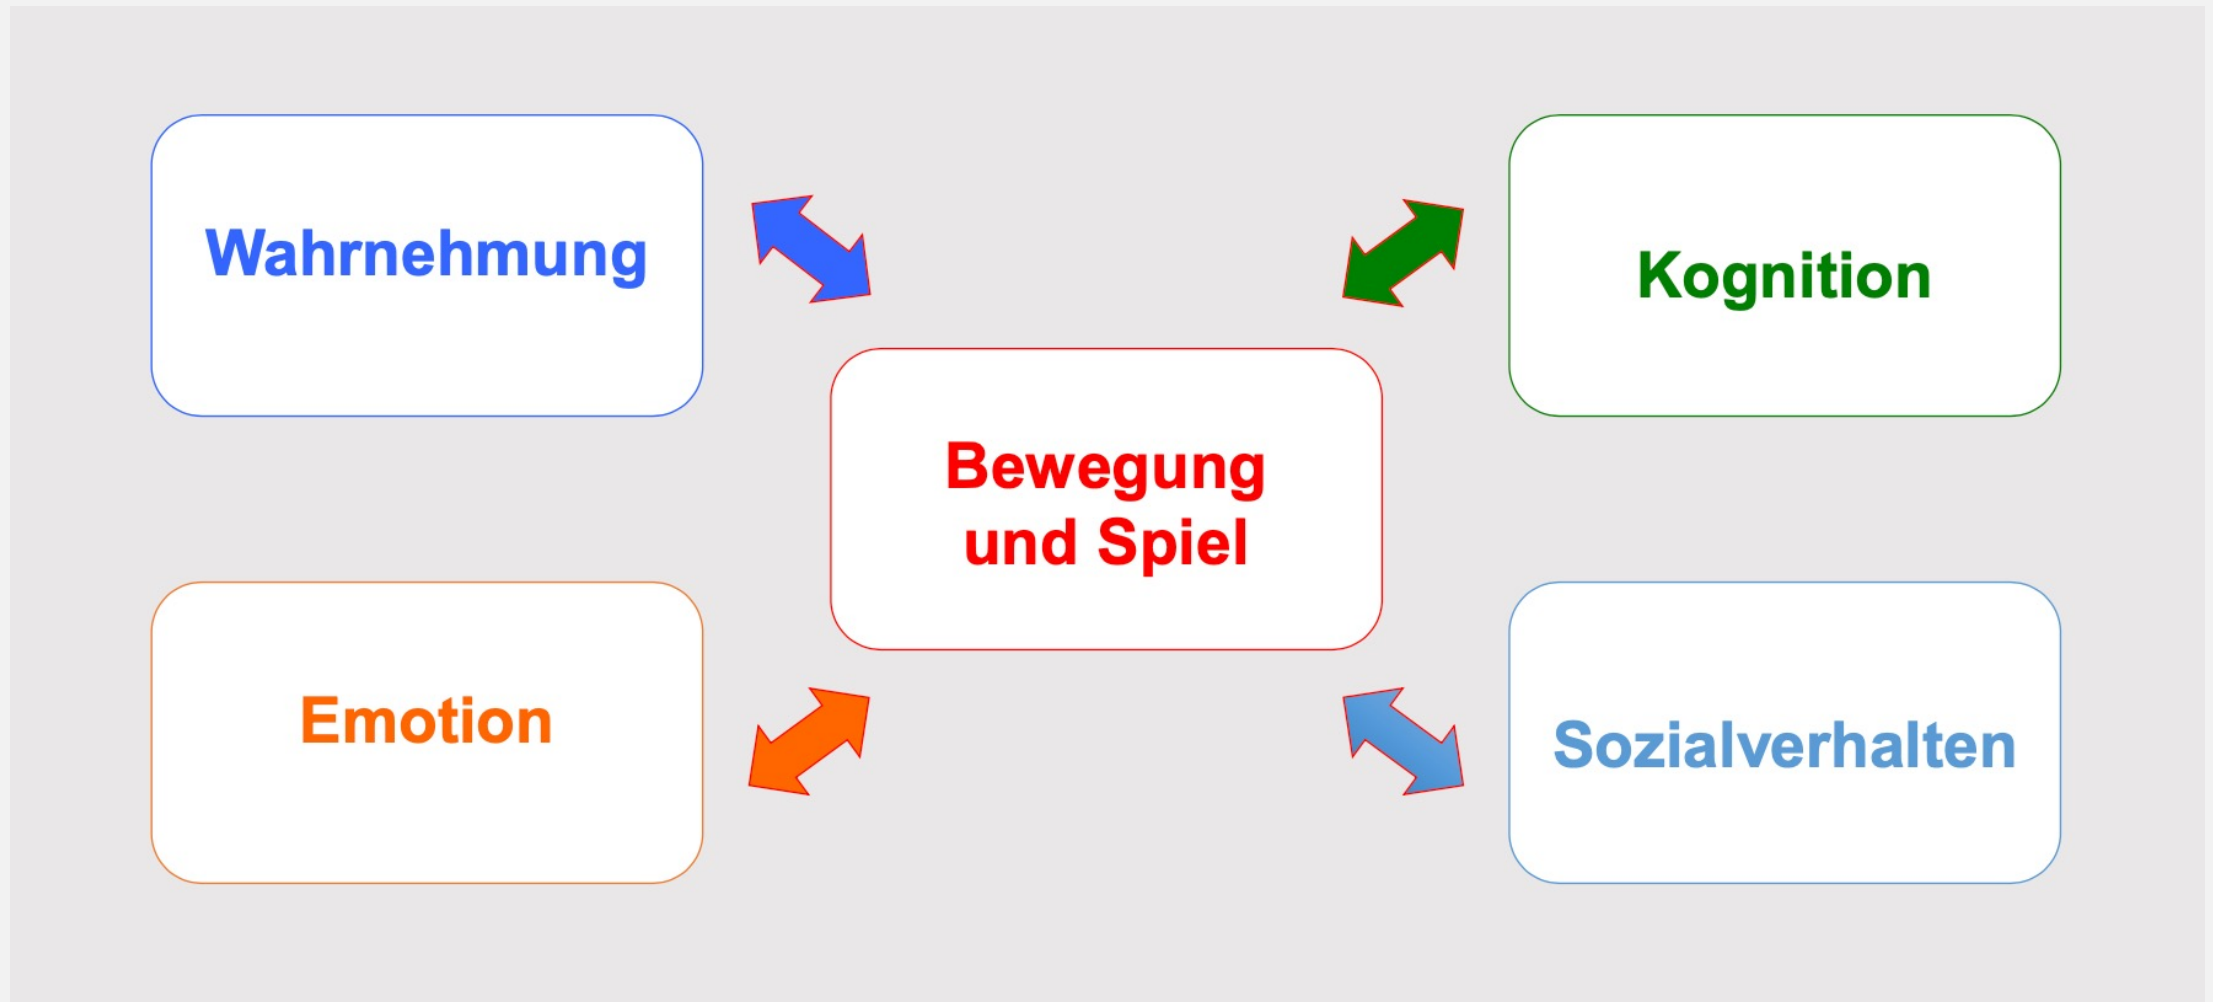 Wahrnehmung
Kognition
Bewegung
und Spiel
Emotion
Sozialverhalten